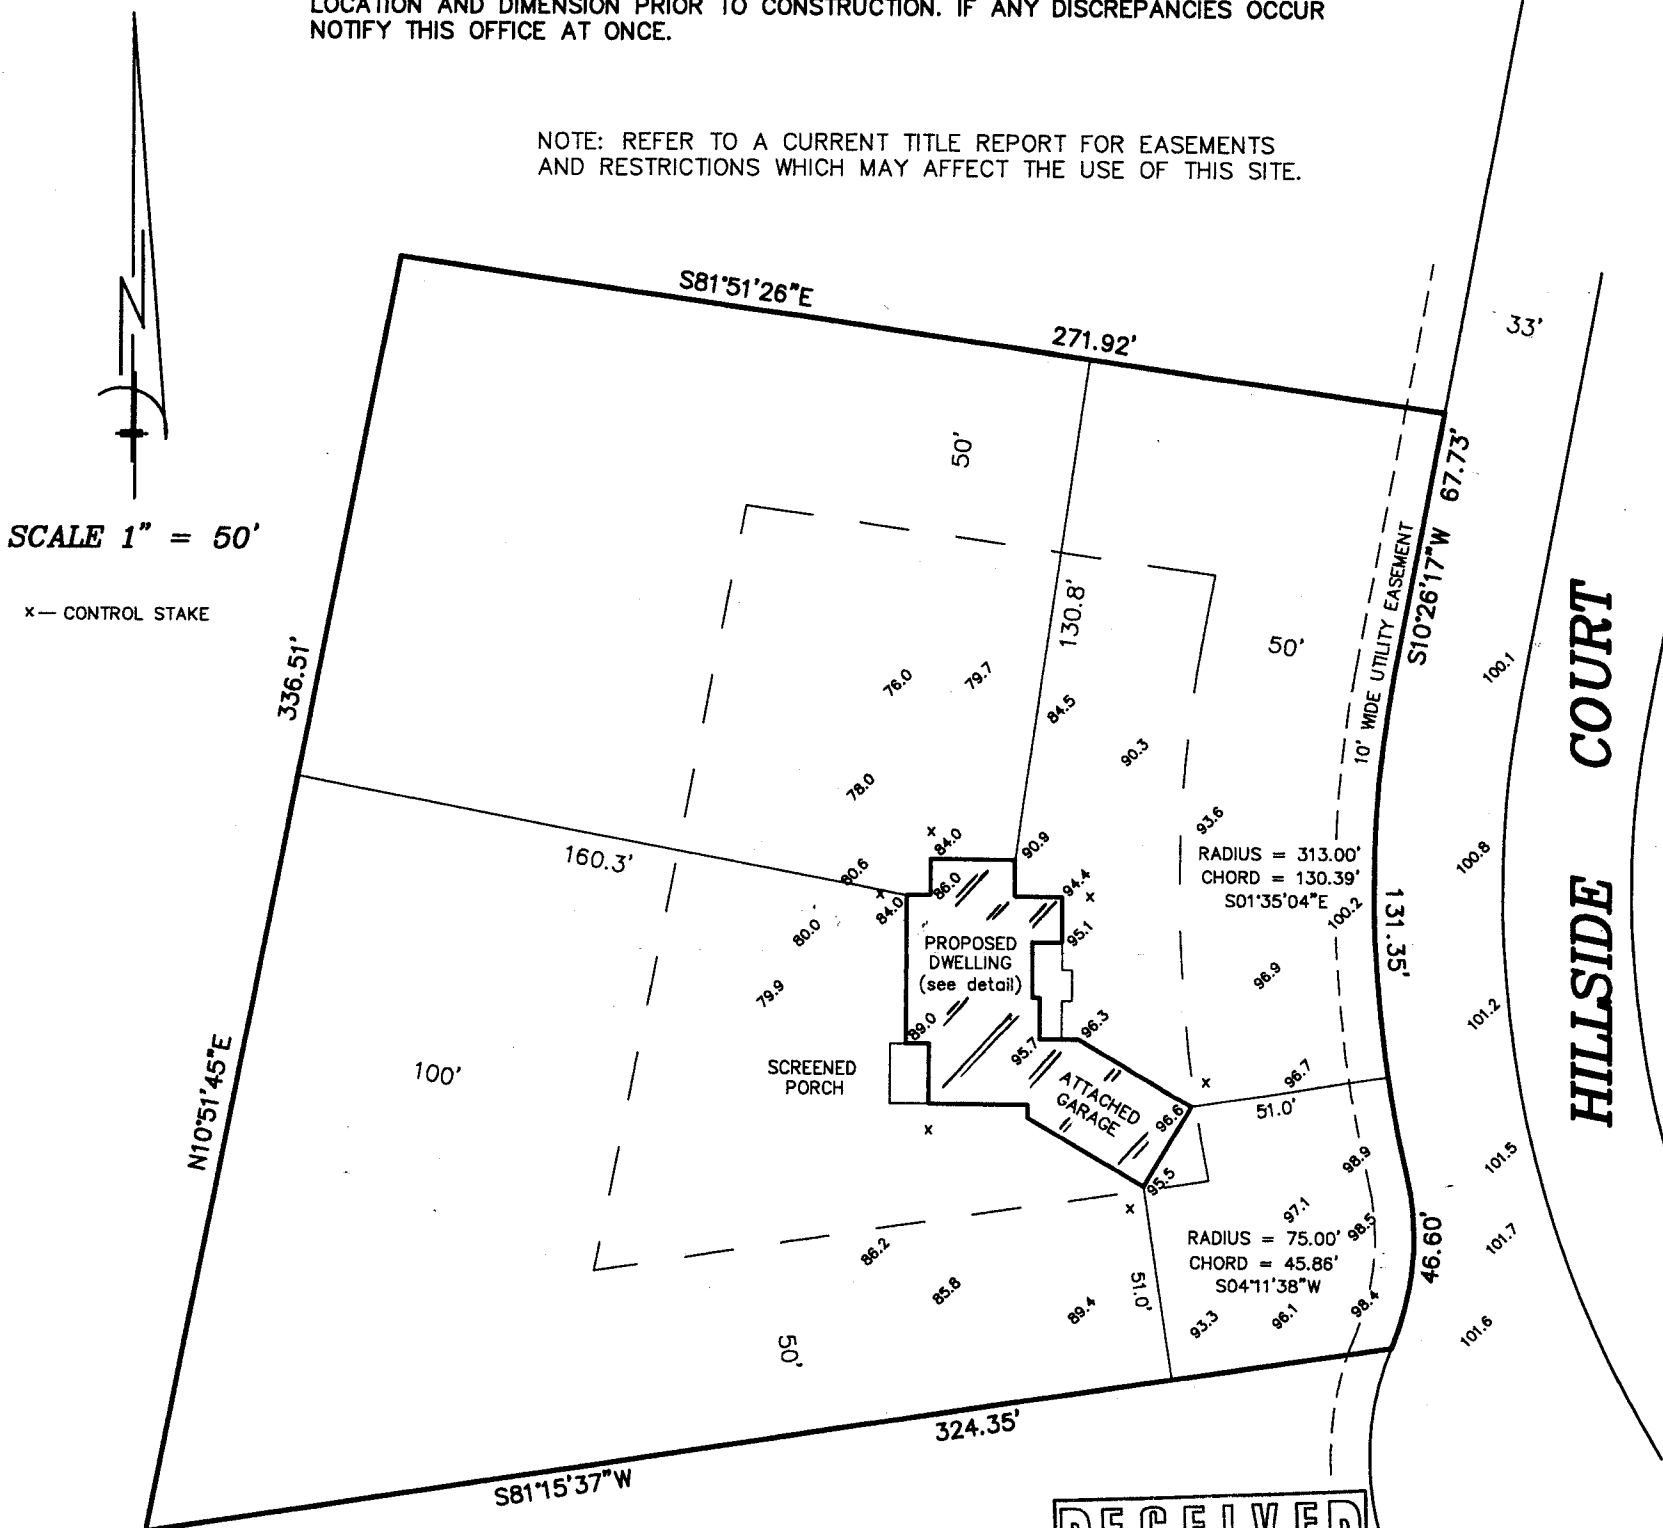 LOCATION AND DIMENSION PRIOR TO CONSTRUCTION. IF ANY DISCREPANCIES OCCUR
NOTIFY THIS OFFICE AT ONCE.
NOTE: REFER TO A CURRENT TITLE REPORT FOR EASEMENTS
AND RESTRICTIONS WHICH MAY AFFECT THE USE OF THIS SITE.
N
SCALE 1" = 50'
x— CONTROL STAKE
S81°51'26"E
271.92'
33'
67.73'
S10°26'17"W
10' WIDE UTILITY EASEMENT
50'
130.8'
50'
336.51'
N10°51'45"E
76.0
79.7
84.5
90.3
78.0
93.6
100.1
HILLSIDE COURT
160.3'
80.6
84.0
90.9
86.0
84.0
94.4
95.1
80.0
79.9
RADIUS = 313.00'
CHORD = 130.39'
S01°35'04"E
100.2
131.35'
100.8
96.9
101.2
PROPOSED
DWELLING
(see detail)
89.0
95.7
96.3
SCREENED
PORCH
100'
ATTACHED
GARAGE
96.6
95.5
96.7
51.0'
98.9
101.5
97.1
98.5
101.7
RADIUS = 75.00'
CHORD = 45.86'
S04°11'38"W
46.60'
86.2
85.8
89.4
51.0'
93.3
96.1
98.4
101.6
50'
324.35'
S81°15'37"W
RECEIVED